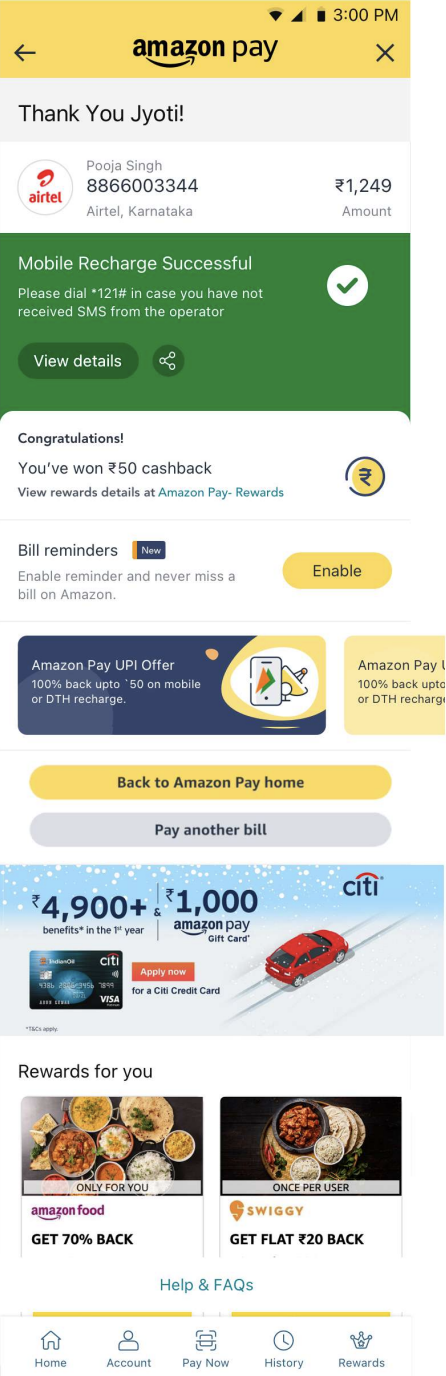 3:00 PM
amazon pay
Thank You Jyoti!
Pooja Singh
8866003344
₹1,249
airtel
Airtel, Karnataka
Amount
Mobile Recharge Successful
Please dial *121# in case you have not
received SMS from the operator
View details
Congratulations!
You've won ₹50 cashback
₹
View rewards details at Amazon Pay- Rewards
Bill reminders New
Enable reminder and never miss a
bill on Amazon.
Enable
Amazon Pay UPI Offer
100% back upto `50 on mobile
or DTH recharge.
Amazon Pay U
100% back upto
or DTH recharge
Back to Amazon Pay home
Pay another bill
citi
₹4,900+ & ₹1,000
benefits* in the 1st year
amazon pay
Gift Card*
IndianOil citi
VISA
Apply now
for a Citi Credit Card
*T&Cs apply.
Rewards for you
ONLY FOR YOU
ONCE PER USER
amazon food
SWIGGY
GET 70% BACK
GET FLAT ₹20 BACK
Help & FAQs
Home
Account
Pay Now
History
Rewards